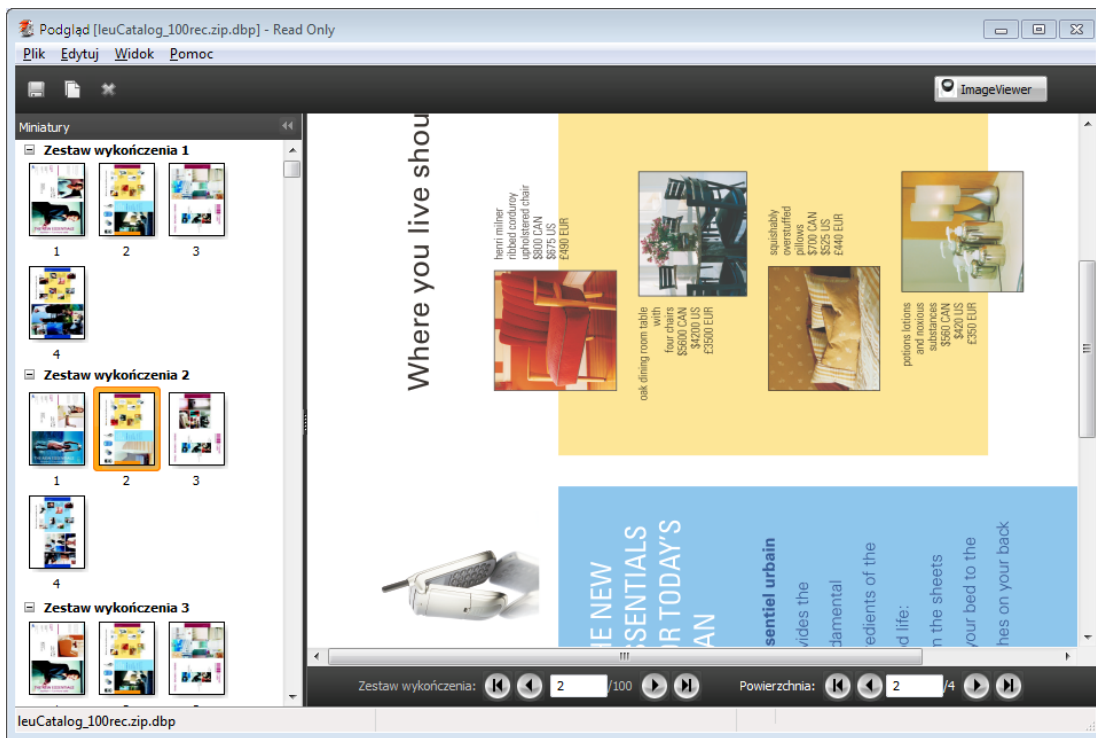 Podgląd [leuCatalog_100rec.zip.dbp] - Read Only
Plik Edytuj Widok Pomoc
ImageViewer
Miniatury
Zestaw wykończenia 1
1 2 3
4
Zestaw wykończenia 2
1 2 3
4
Zestaw wykończenia 3
Where you live shou
henri milner
ribbed corduroy
upholstered chair
$800 CAN
$675 US
£490 EUR
oak dining room table
with
four chairs
$5600 CAN
$4200 US
£3500 EUR
squishably
overstuffed
pillows
$700 CAN
$525 US
£440 EUR
potions lotions
and noxious
substances
$560 CAN
$420 US
£350 EUR
HE NEW
SSENTIALS
R TODAY'S
AN
sentiel urbain
vides the
damental
edients of the
d life:
n the sheets
your bed to the
hes on your back
Zestaw wykończenia: 2 /100 Powierzchnia: 2 /4
leuCatalog_100rec.zip.dbp